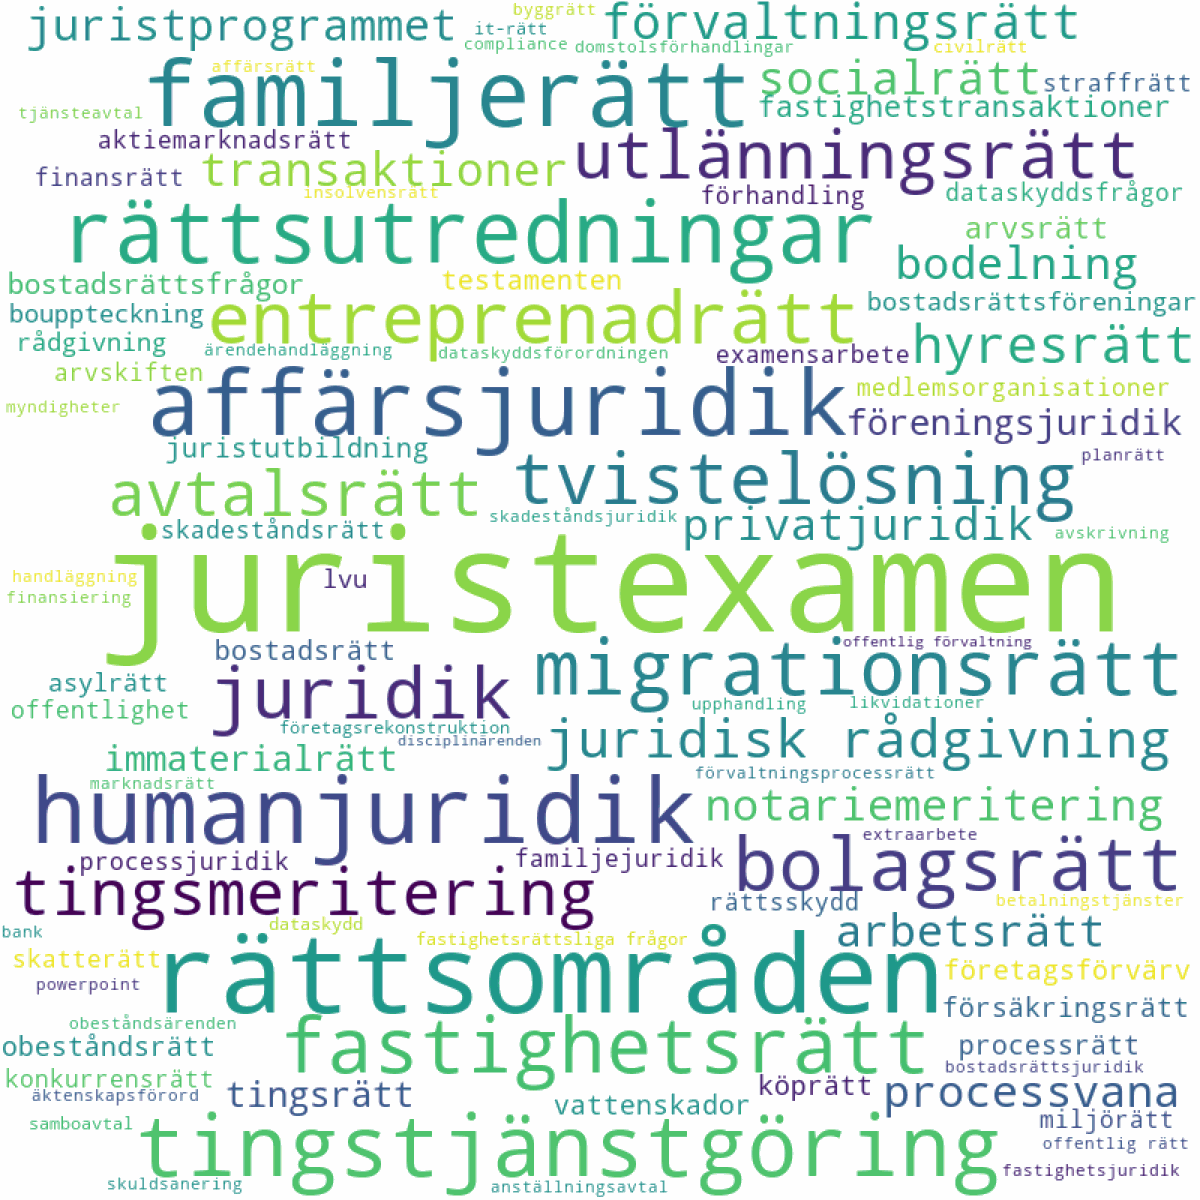 juristprogrammet
byggrätt
it-rätt
compliance
förvaltningsrätt
domstolsförhandlingar
civilrätt
affärsrätt
familjerätt
socialrätt
straffrätt
tjänsteavtal
fastighetstransaktioner
aktiemarknadsrätt
utlänningsrätt
finansrätt
transaktioner
insolvensrätt
förhandling
dataskyddsfrågor
rättsutredningar
arvsrätt
bodelning
bostadsrättsfrågor
testamenten
bouppteckning
entreprenadrätt
bostadsrättsföreningar
rådgivning
ärendehandläggning
dataskyddsförordningen
examensarbete
hyresrätt
arvskiften
affärsjuridik
medlemsorganisationer
myndigheter
föreningsjuridik
juristutbildning
planrätt
tvistelösning
avtalsrätt
skadeståndsrätt
skadeståndsjuridik
privatjuridik
avskrivning
juristexamen
handläggning
lvu
finansiering
bostadsrätt
offentlig förvaltning
migrationsrätt
asylrätt
juridik
offentlighet
upphandling
likvidationer
företagsrekonstruktion
disciplinärenden
juridisk rådgivning
immaterialrätt
marknadsrätt
förvaltningsprocessrätt
humanjuridik
notariemeritering
extraarbete
processjuridik
familjejuridik
bolagsrätt
tingsmeritering
rättsskydd
betalningstjänster
bank
dataskydd
fastighetsrättsliga frågor
arbetsrätt
skatterätt
rättsområden
företagsförvärv
powerpoint
försäkringsrätt
obeståndsärenden
fastighetsrätt
obeståndsrätt
processrätt
bostadsrättsjuridik
konkurrensrätt
äktenskapsförord
tingsrätt
köprätt
processvana
vattenskador
samboavtal
tingstjänstgöring
miljörätt
offentlig rätt
fastighetsjuridik
skuldsanering
anställningsavtal